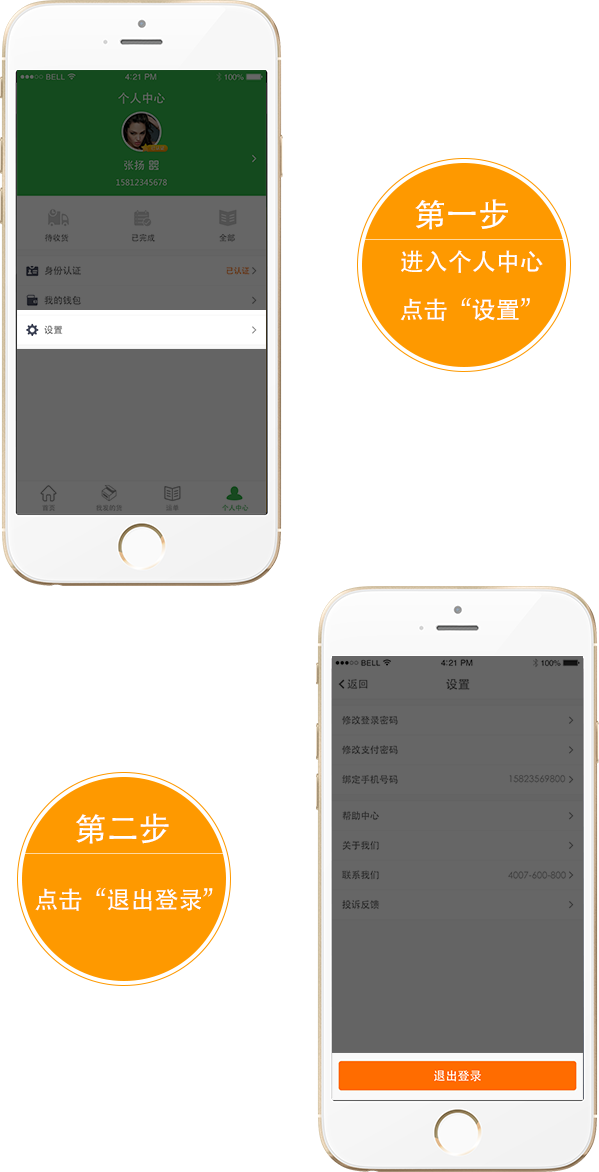 BELL 4:21 PM 100%
个人中心
张扬
15812345678
待收货 已完成 全部
身份认证 已认证
我的钱包
设置
首页 我发的货 运单 个人中心
第一步
进入个人中心
点击“设置”
BELL 4:21 PM 100%
返回 设置
修改登录密码
修改支付密码
绑定手机号码 15823569800
帮助中心
关于我们
联系我们 4007-600-800
投诉反馈
退出登录
第二步
点击“退出登录”